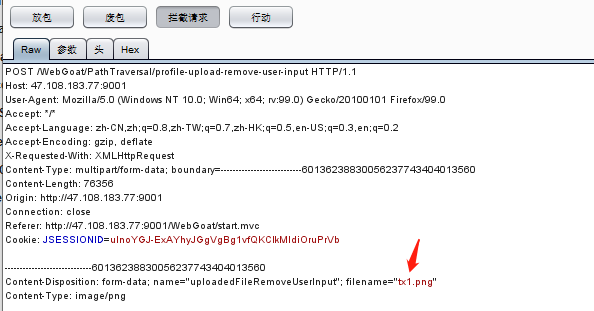 放包 废包 拦截请求 行动
Raw 参数 头 Hex
POST /WebGoat/PathTraversal/profile-upload-remove-user-input HTTP/1.1
Host: 47.108.183.77:9001
User-Agent: Mozilla/5.0 (Windows NT 10.0; Win64; x64; rv:99.0) Gecko/20100101 Firefox/99.0
Accept: */*
Accept-Language: zh-CN,zh;q=0.8,zh-TW;q=0.7,zh-HK;q=0.5,en-US;q=0.3,en;q=0.2
Accept-Encoding: gzip, deflate
X-Requested-With: XMLHttpRequest
Content-Type: multipart/form-data; boundary=---------------------------60136238830056237743404013560
Content-Length: 76356
Origin: http://47.108.183.77:9001
Connection: close
Referer: http://47.108.183.77:9001/WebGoat/start.mvc
Cookie: JSESSIONID=uInoYGJ-ExAYhyJGgVgBg1vfQKCIkMIdiOruPrVb
-----------------------------60136238830056237743404013560
Content-Disposition: form-data; name="uploadedFileRemoveUserInput"; filename="tx1.png"
Content-Type: image/png